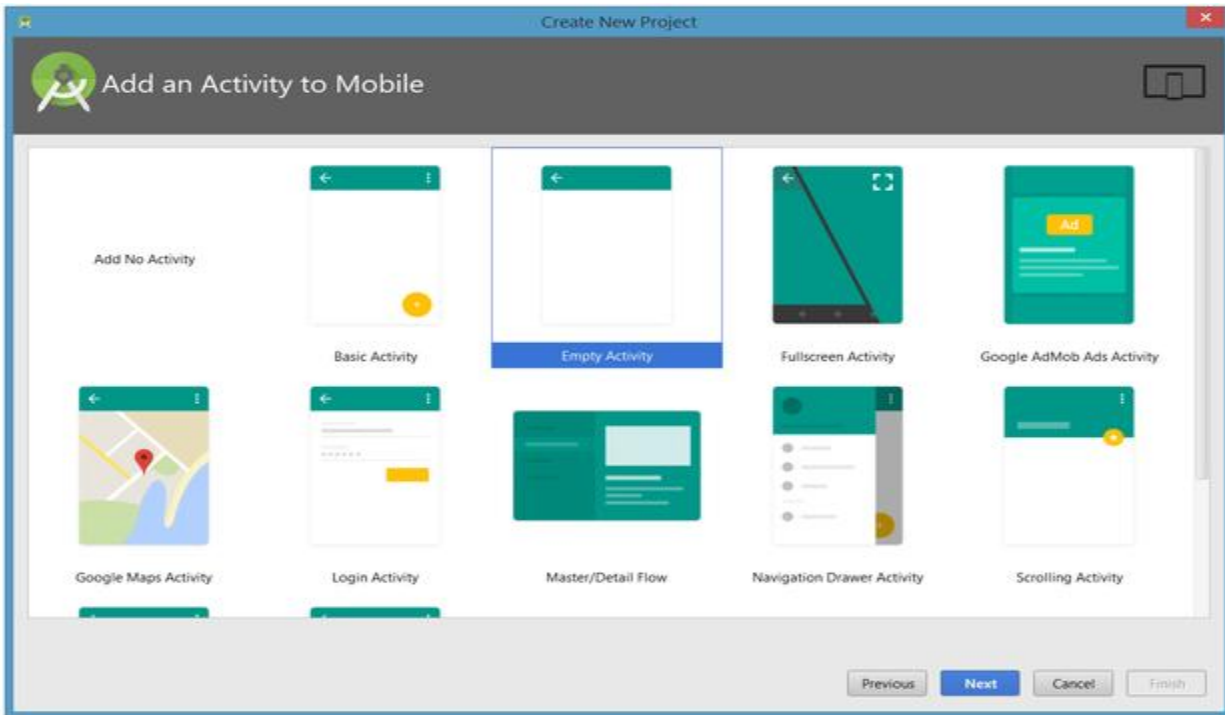 Create New Project
Add an Activity to Mobile
Add No Activity
Basic Activity
Empty Activity
Fullscreen Activity
Ad
Google AdMob Ads Activity
Google Maps Activity
Login Activity
Master/Detail Flow
Navigation Drawer Activity
Scrolling Activity
Previous
Next
Cancel
Finish